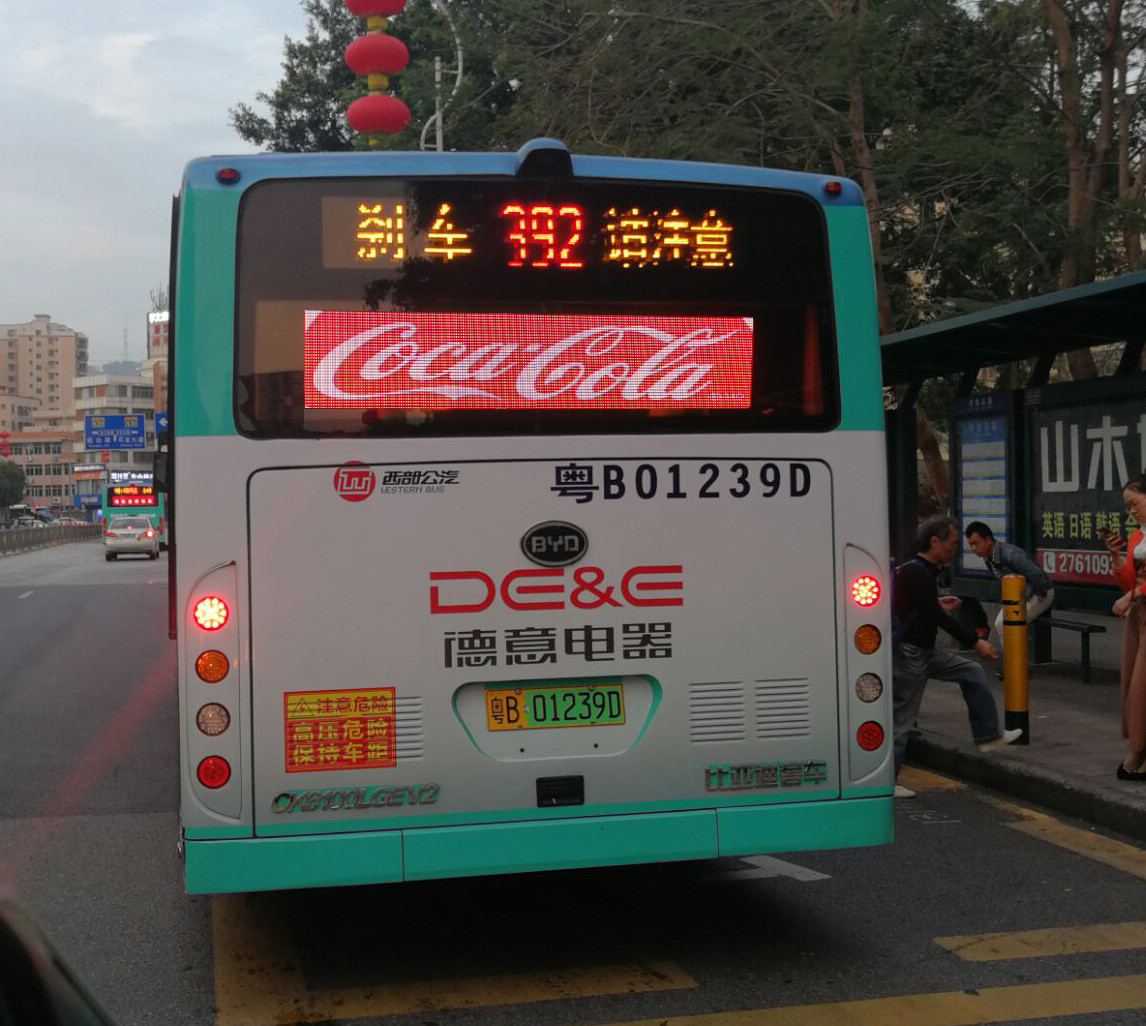 刹车 392 请注意
Coca-Cola
西部公汽
WESTERN BUS
粤B01239D
BYD
DE&E
德意电器
粤B 01239D
注意危险
高压危险
保持车距
CK6100LGEV2
比亚迪客车
山木
英语 日语 韩语 会
2761093